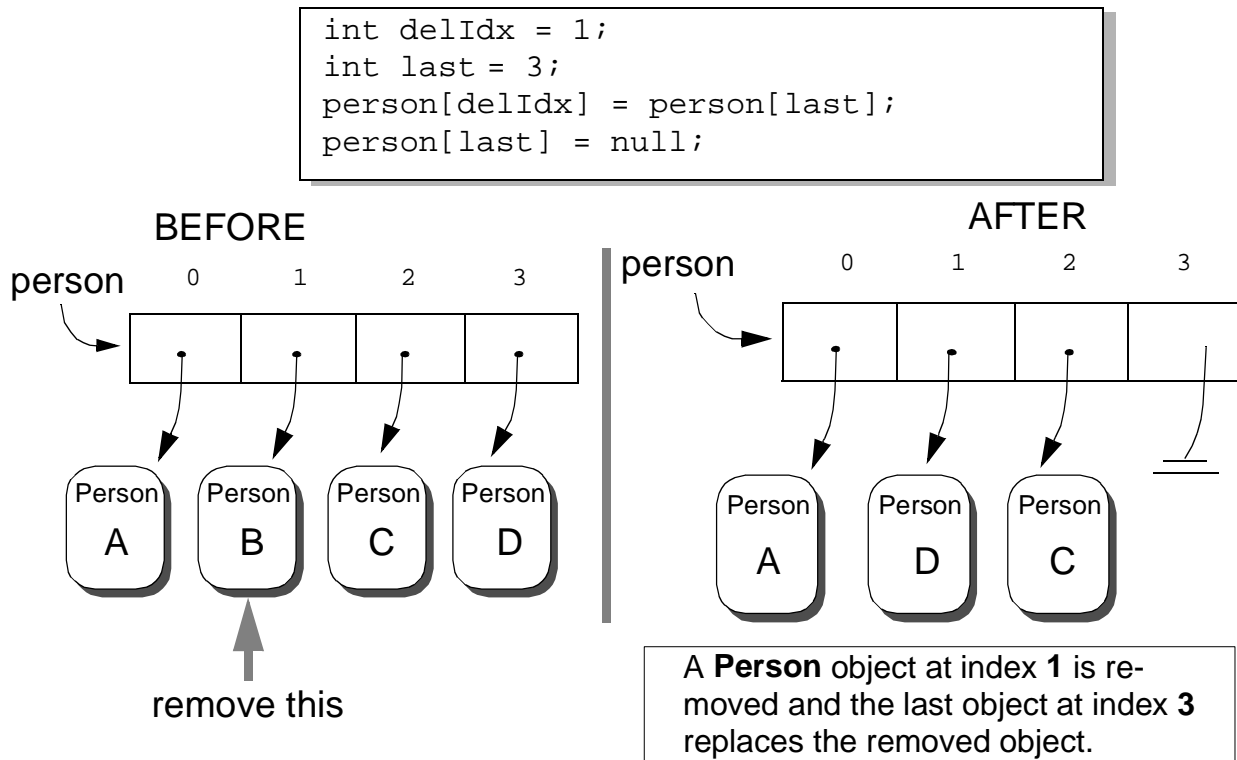 int delIdx = 1;
int last = 3;
person[delIdx] = person[last];
person[last] = null;
BEFORE
person
0 1 2 3
Person Person Person Person
A B C D
remove this
AFTER
person
0 1 2 3
Person Person Person
A D C
A Person object at index 1 is re-
moved and the last object at index 3
replaces the removed object.